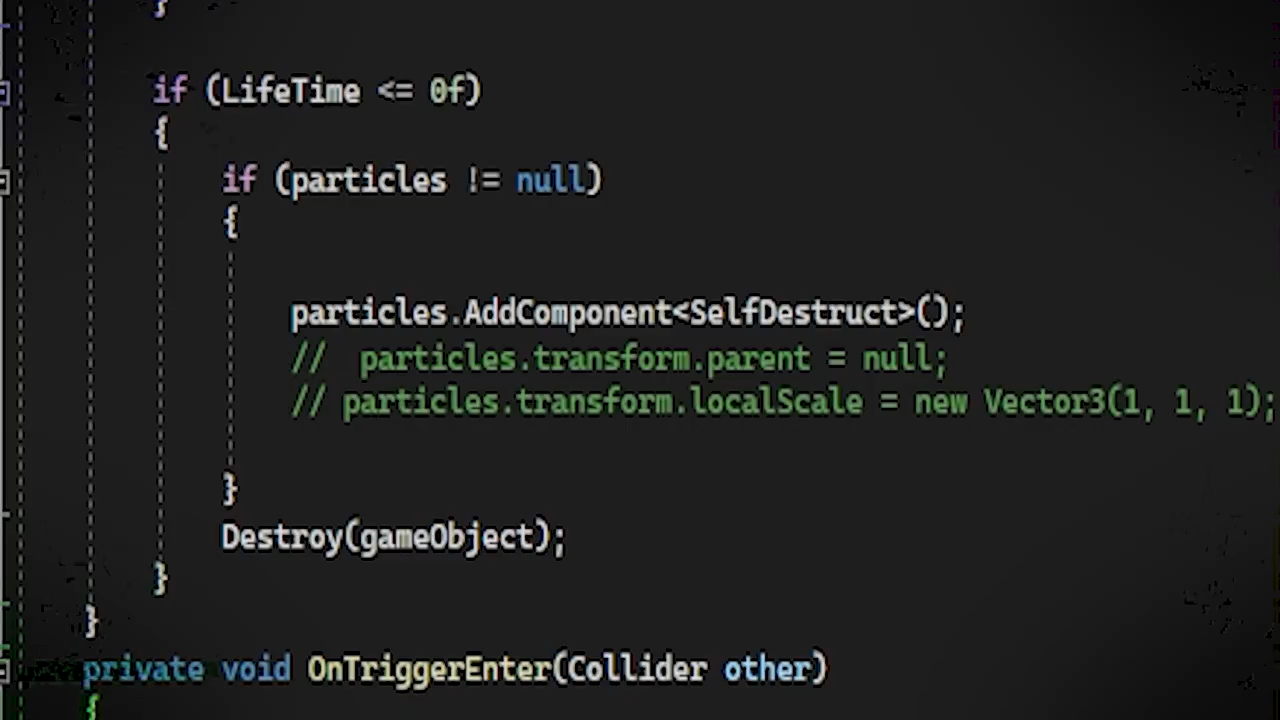 }
if (LifeTime <= 0f)
{
if (particles != null)
{
particles.AddComponent<SelfDestruct>();
//  particles.transform.parent = null;
// particles.transform.localScale = new Vector3(1, 1, 1);
}
Destroy(gameObject);
}
}
private void OnTriggerEnter(Collider other)
{